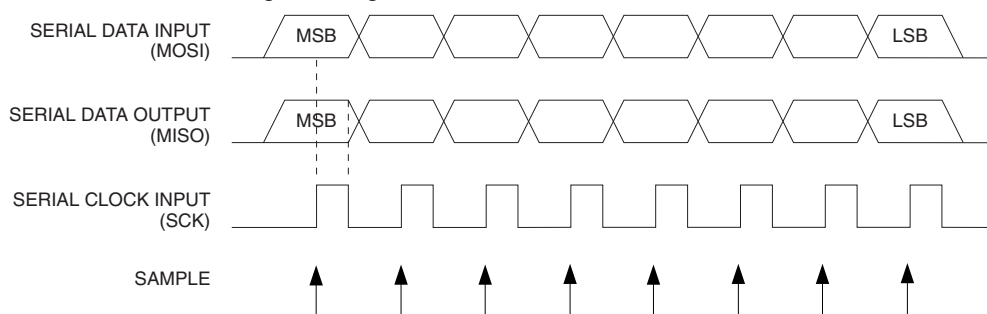 SERIAL DATA INPUT
(MOSI)
MSB
LSB
SERIAL DATA OUTPUT
(MISO)
MSB
LSB
SERIAL CLOCK INPUT
(SCK)
SAMPLE